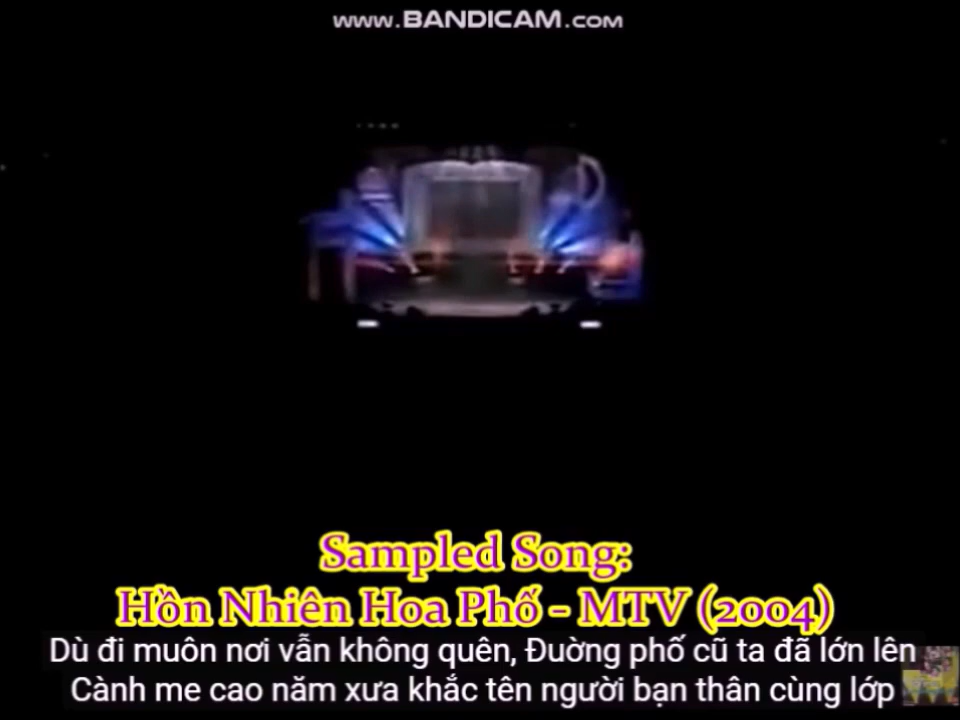 www.BANDICAM.com
Sampled Song:
Hồn Nhiên Hoa Phố - MTV (2004)
Dù đi muôn nơi vẫn không quên, Đuờng phố cũ ta đã lớn lên
Cành me cao năm xưa khắc tên người bạn thân cùng lớp